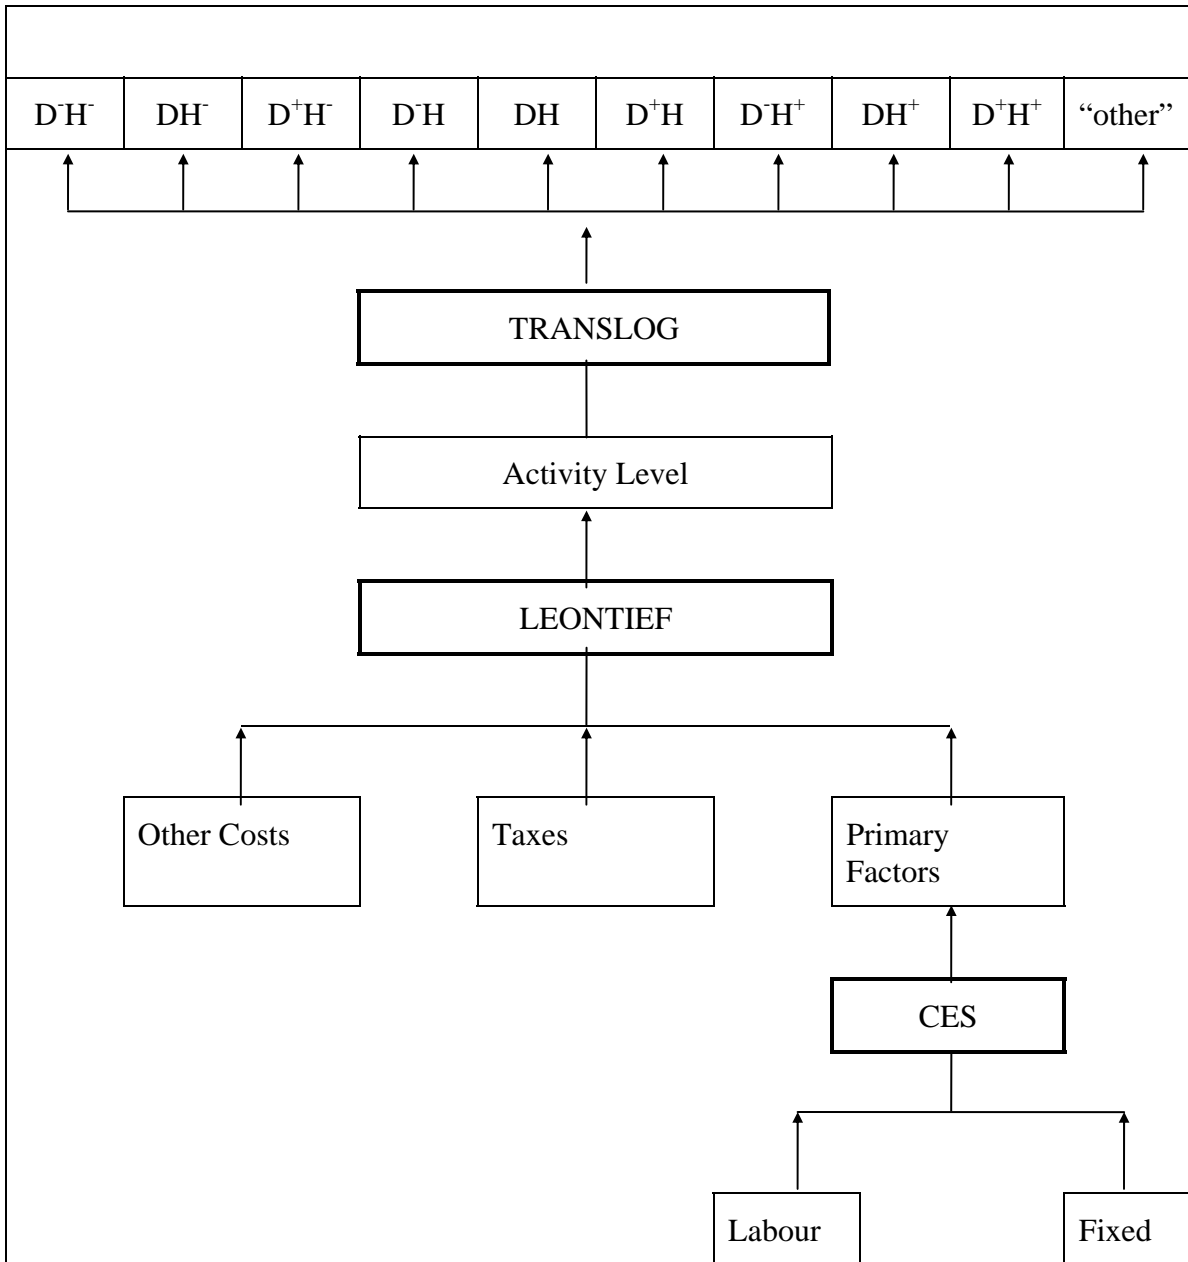 D⁻H⁻ DH⁻ D⁺H⁻ D⁻H DH D⁺H D⁻H⁺ DH⁺ D⁺H⁺ “other”
TRANSLOG
Activity Level
LEONTIEF
Other Costs Taxes Primary
Factors
CES
Labour Fixed